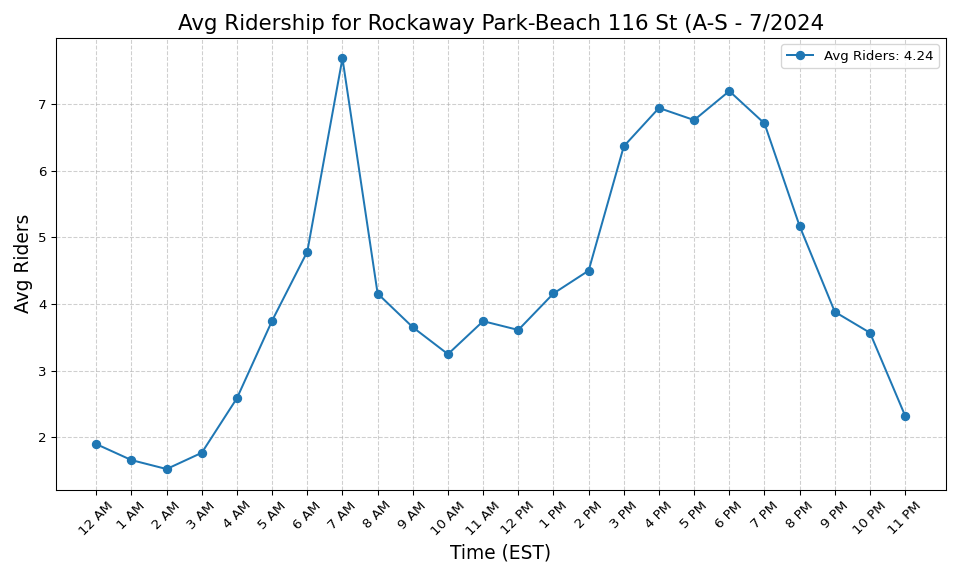 Avg Ridership for Rockaway Park-Beach 116 St (A-S - 7/2024
Avg Riders: 4.24
Avg Riders
7
6
5
4
3
2
12 AM
1 AM
2 AM
3 AM
4 AM
5 AM
6 AM
7 AM
8 AM
9 AM
10 AM
11 AM
12 PM
1 PM
2 PM
3 PM
4 PM
5 PM
6 PM
7 PM
8 PM
9 PM
10 PM
11 PM
Time (EST)